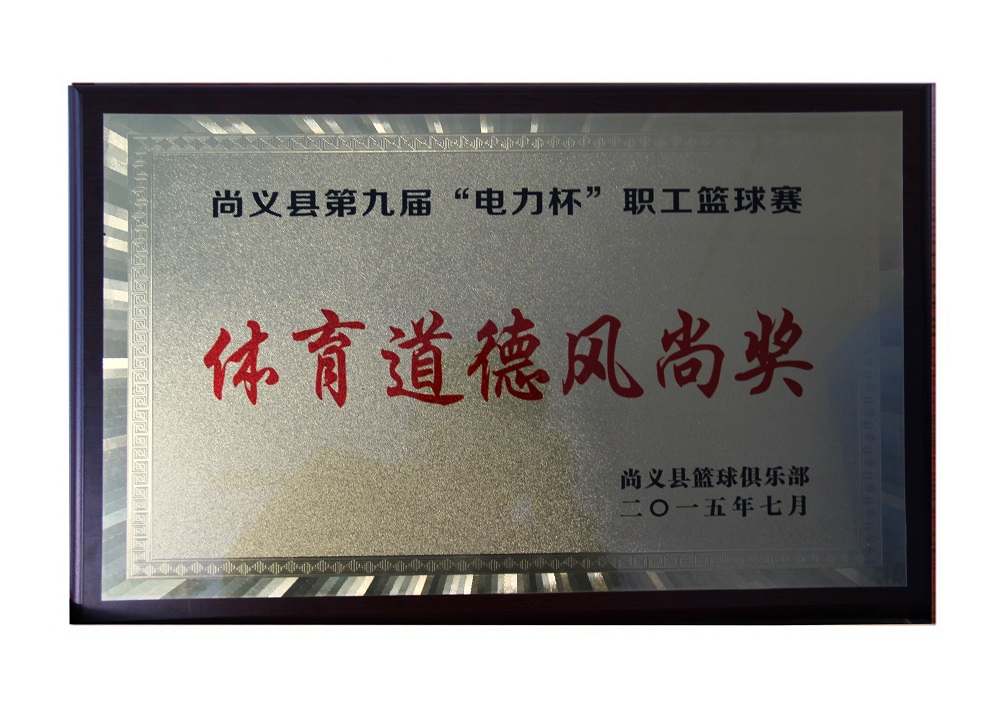 尚义县第九届“电力杯”职工篮球赛
体育道德风尚奖
尚义县篮球俱乐部
二〇一五年七月